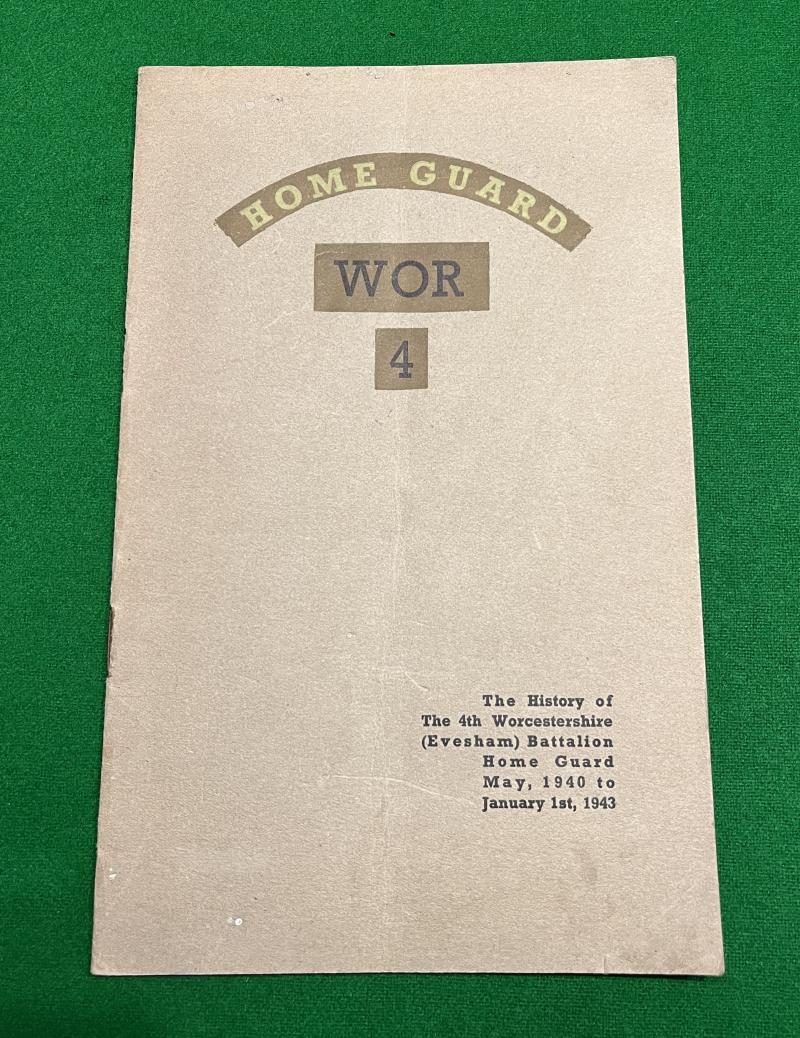 HOME GUARD
WOR
4
The History of
The 4th Worcestershire
(Evesham) Battalion
Home Guard
May, 1940 to
January 1st, 1943